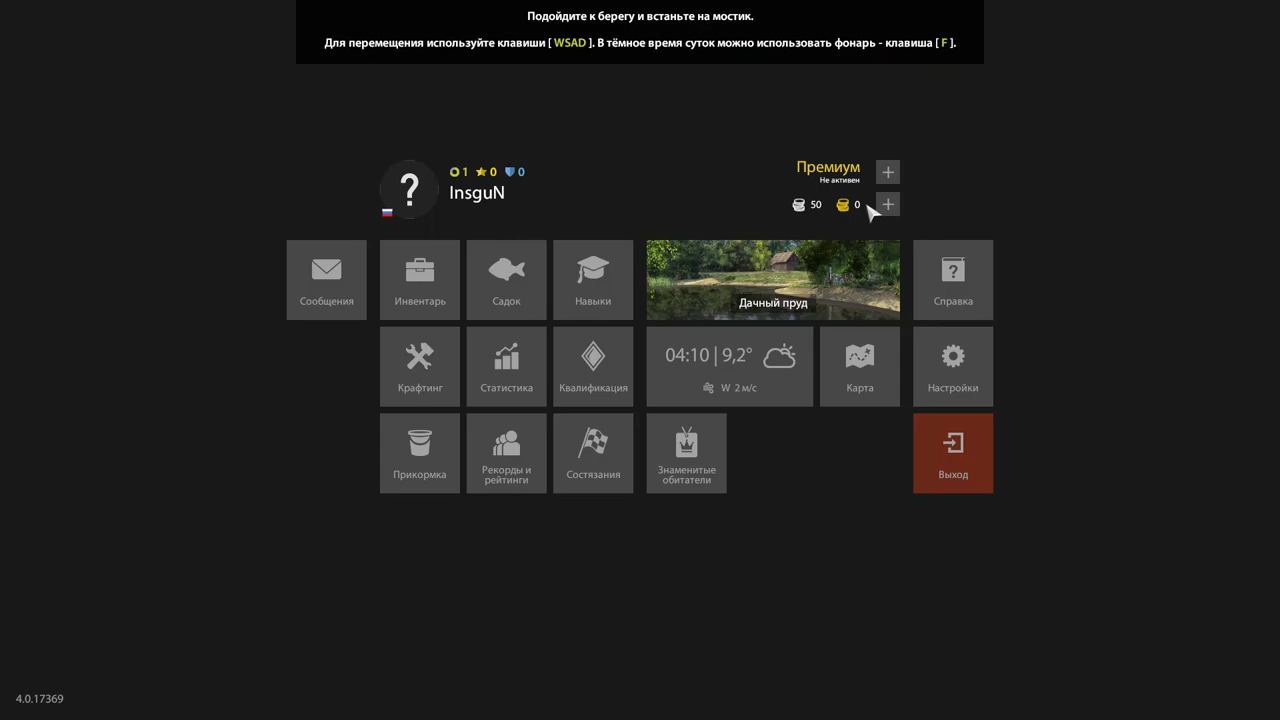 Подойдите к берегу и встаньте на мостик.
Для перемещения используйте клавиши [ WSAD ]. В тёмное время суток можно использовать фонарь - клавиша [ F ].
1 0 0
InsguN
Премиум
Не активен
50 0
Сообщения
Инвентарь
Садок
Навыки
Дачный пруд
Справка
Крафтинг
Статистика
Квалификация
04:10 | 9,2°
W 2 м/с
Карта
Настройки
Прикормка
Рекорды и
рейтинги
Состязания
Знаменитые
обитатели
Выход
4.0.17369